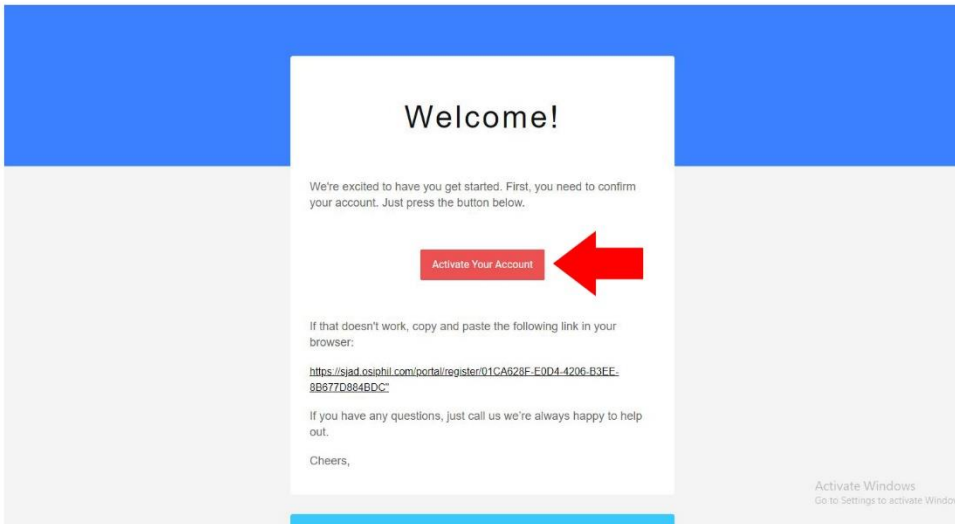 Welcome!
We're excited to have you get started. First, you need to confirm
your account. Just press the button below.
Activate Your Account
If that doesn't work, copy and paste the following link in your
browser:
https://sjad.osiphil.com/portal/register/01CA628F-E0D4-4206-B3EE-
8B677D884BDC"
If you have any questions, just call us we're always happy to help
out.
Cheers,
Activate Windows
Go to Settings to activate Window